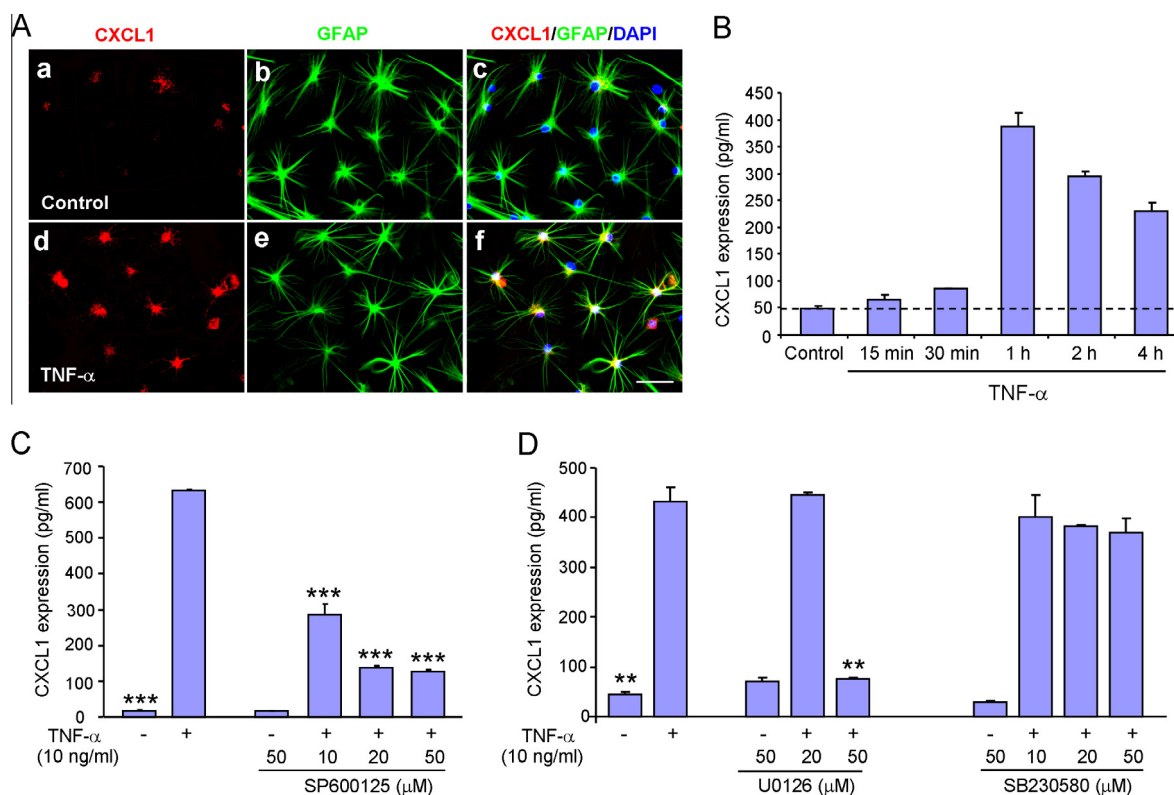 A
CXCL1 GFAP CXCL1/GFAP/DAPI
a b c
Control
d e f
TNF-α
B
CXCL1 expression (pg/ml)
450
400
350
300
250
200
150
100
50
0
Control 15 min 30 min 1 h 2 h 4 h
TNF-α
C
CXCL1 expression (pg/ml)
700
600
500
400
300
200
100
0
*** *** *** ***
TNF-α - + - + + +
(10 ng/ml) 50 10 20 50
SP600125 (μM)
D
CXCL1 expression (pg/ml)
500
400
300
200
100
0
** **
TNF-α - + - + + - + + +
(10 ng/ml) 50 20 50 50 10 20 50
U0126 (μM) SB230580 (μM)